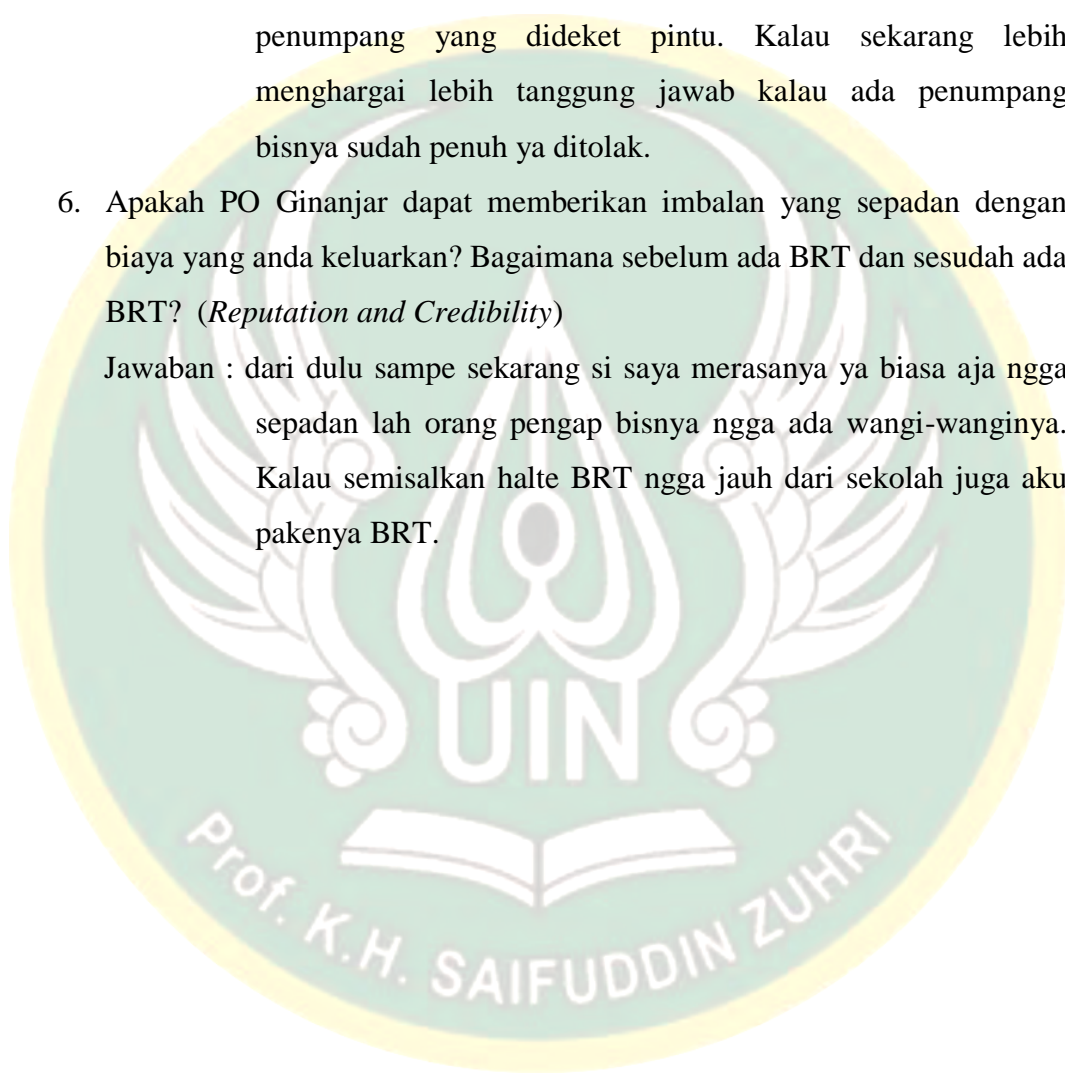 penumpang yang dideket pintu. Kalau sekarang lebih
menghargai lebih tanggung jawab kalau ada penumpang
bisnya sudah penuh ya ditolak.
6. Apakah PO Ginanjar dapat memberikan imbalan yang sepadan dengan
biaya yang anda keluarkan? Bagaimana sebelum ada BRT dan sesudah ada
BRT? (Reputation and Credibility)
Jawaban : dari dulu sampe sekarang si saya merasanya ya biasa aja ngga
sepadan lah orang pengap bisnya ngga ada wangi-wanginya.
Kalau semisalkan halte BRT ngga jauh dari sekolah juga aku
pakenya BRT.
UIN
Prof. K.H. SAIFUDDIN ZUHRI